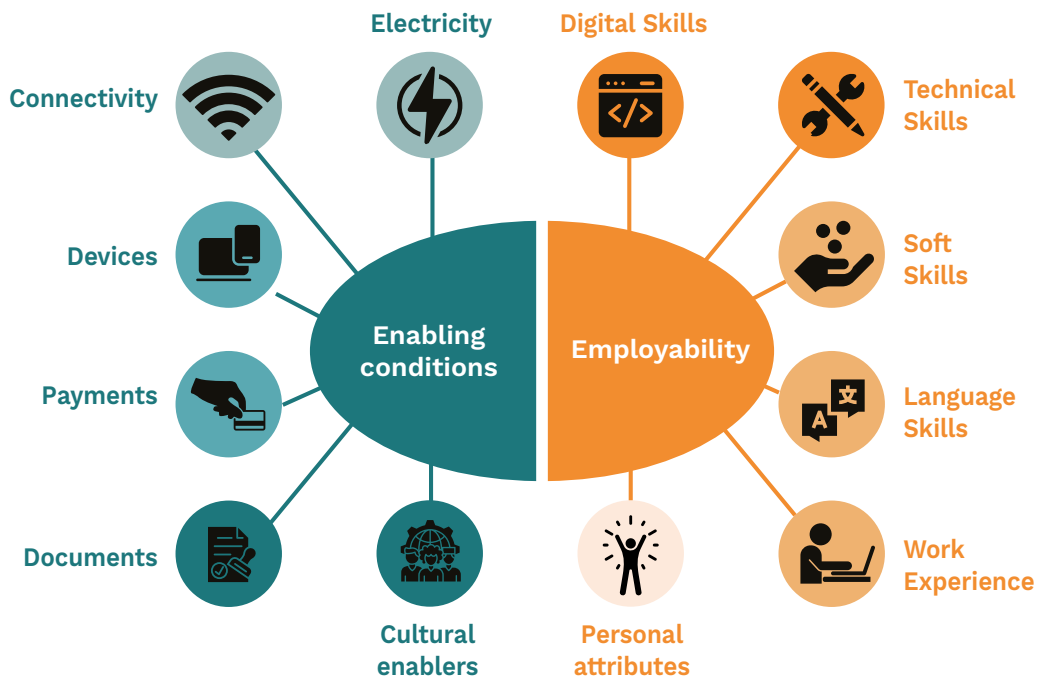 Electricity
Digital Skills
Connectivity
Technical
Skills
Devices
Soft
Skills
Enabling
conditions
Employability
Payments
Language
Skills
文
A
Documents
Work
Experience
Cultural
enablers
Personal
attributes